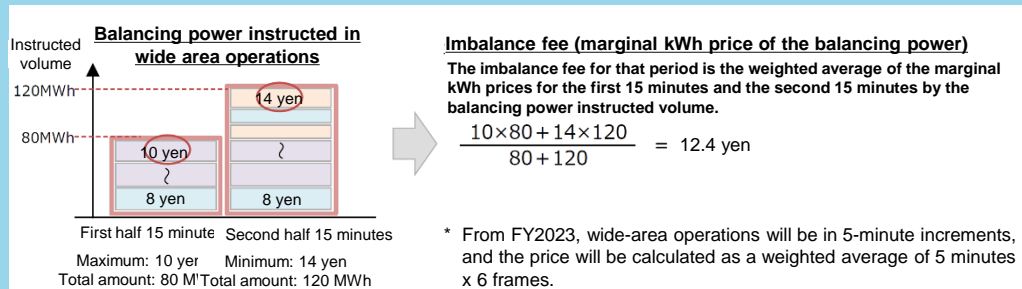 Balancing power instructed in
wide area operations
Instructed
volume
120MWh
80MWh
14 yen
10 yen
~
~
8 yen
8 yen
First half 15 minute
Second half 15 minutes
Maximum: 10 yen
Minimum: 14 yen
Total amount: 80 M
Total amount: 120 MWh
Imbalance fee (marginal kWh price of the balancing power)
The imbalance fee for that period is the weighted average of the marginal
kWh prices for the first 15 minutes and the second 15 minutes by the
balancing power instructed volume.
10×80+14×120
80+120
= 12.4 yen
* From FY2023, wide-area operations will be in 5-minute increments,
and the price will be calculated as a weighted average of 5 minutes
x 6 frames.